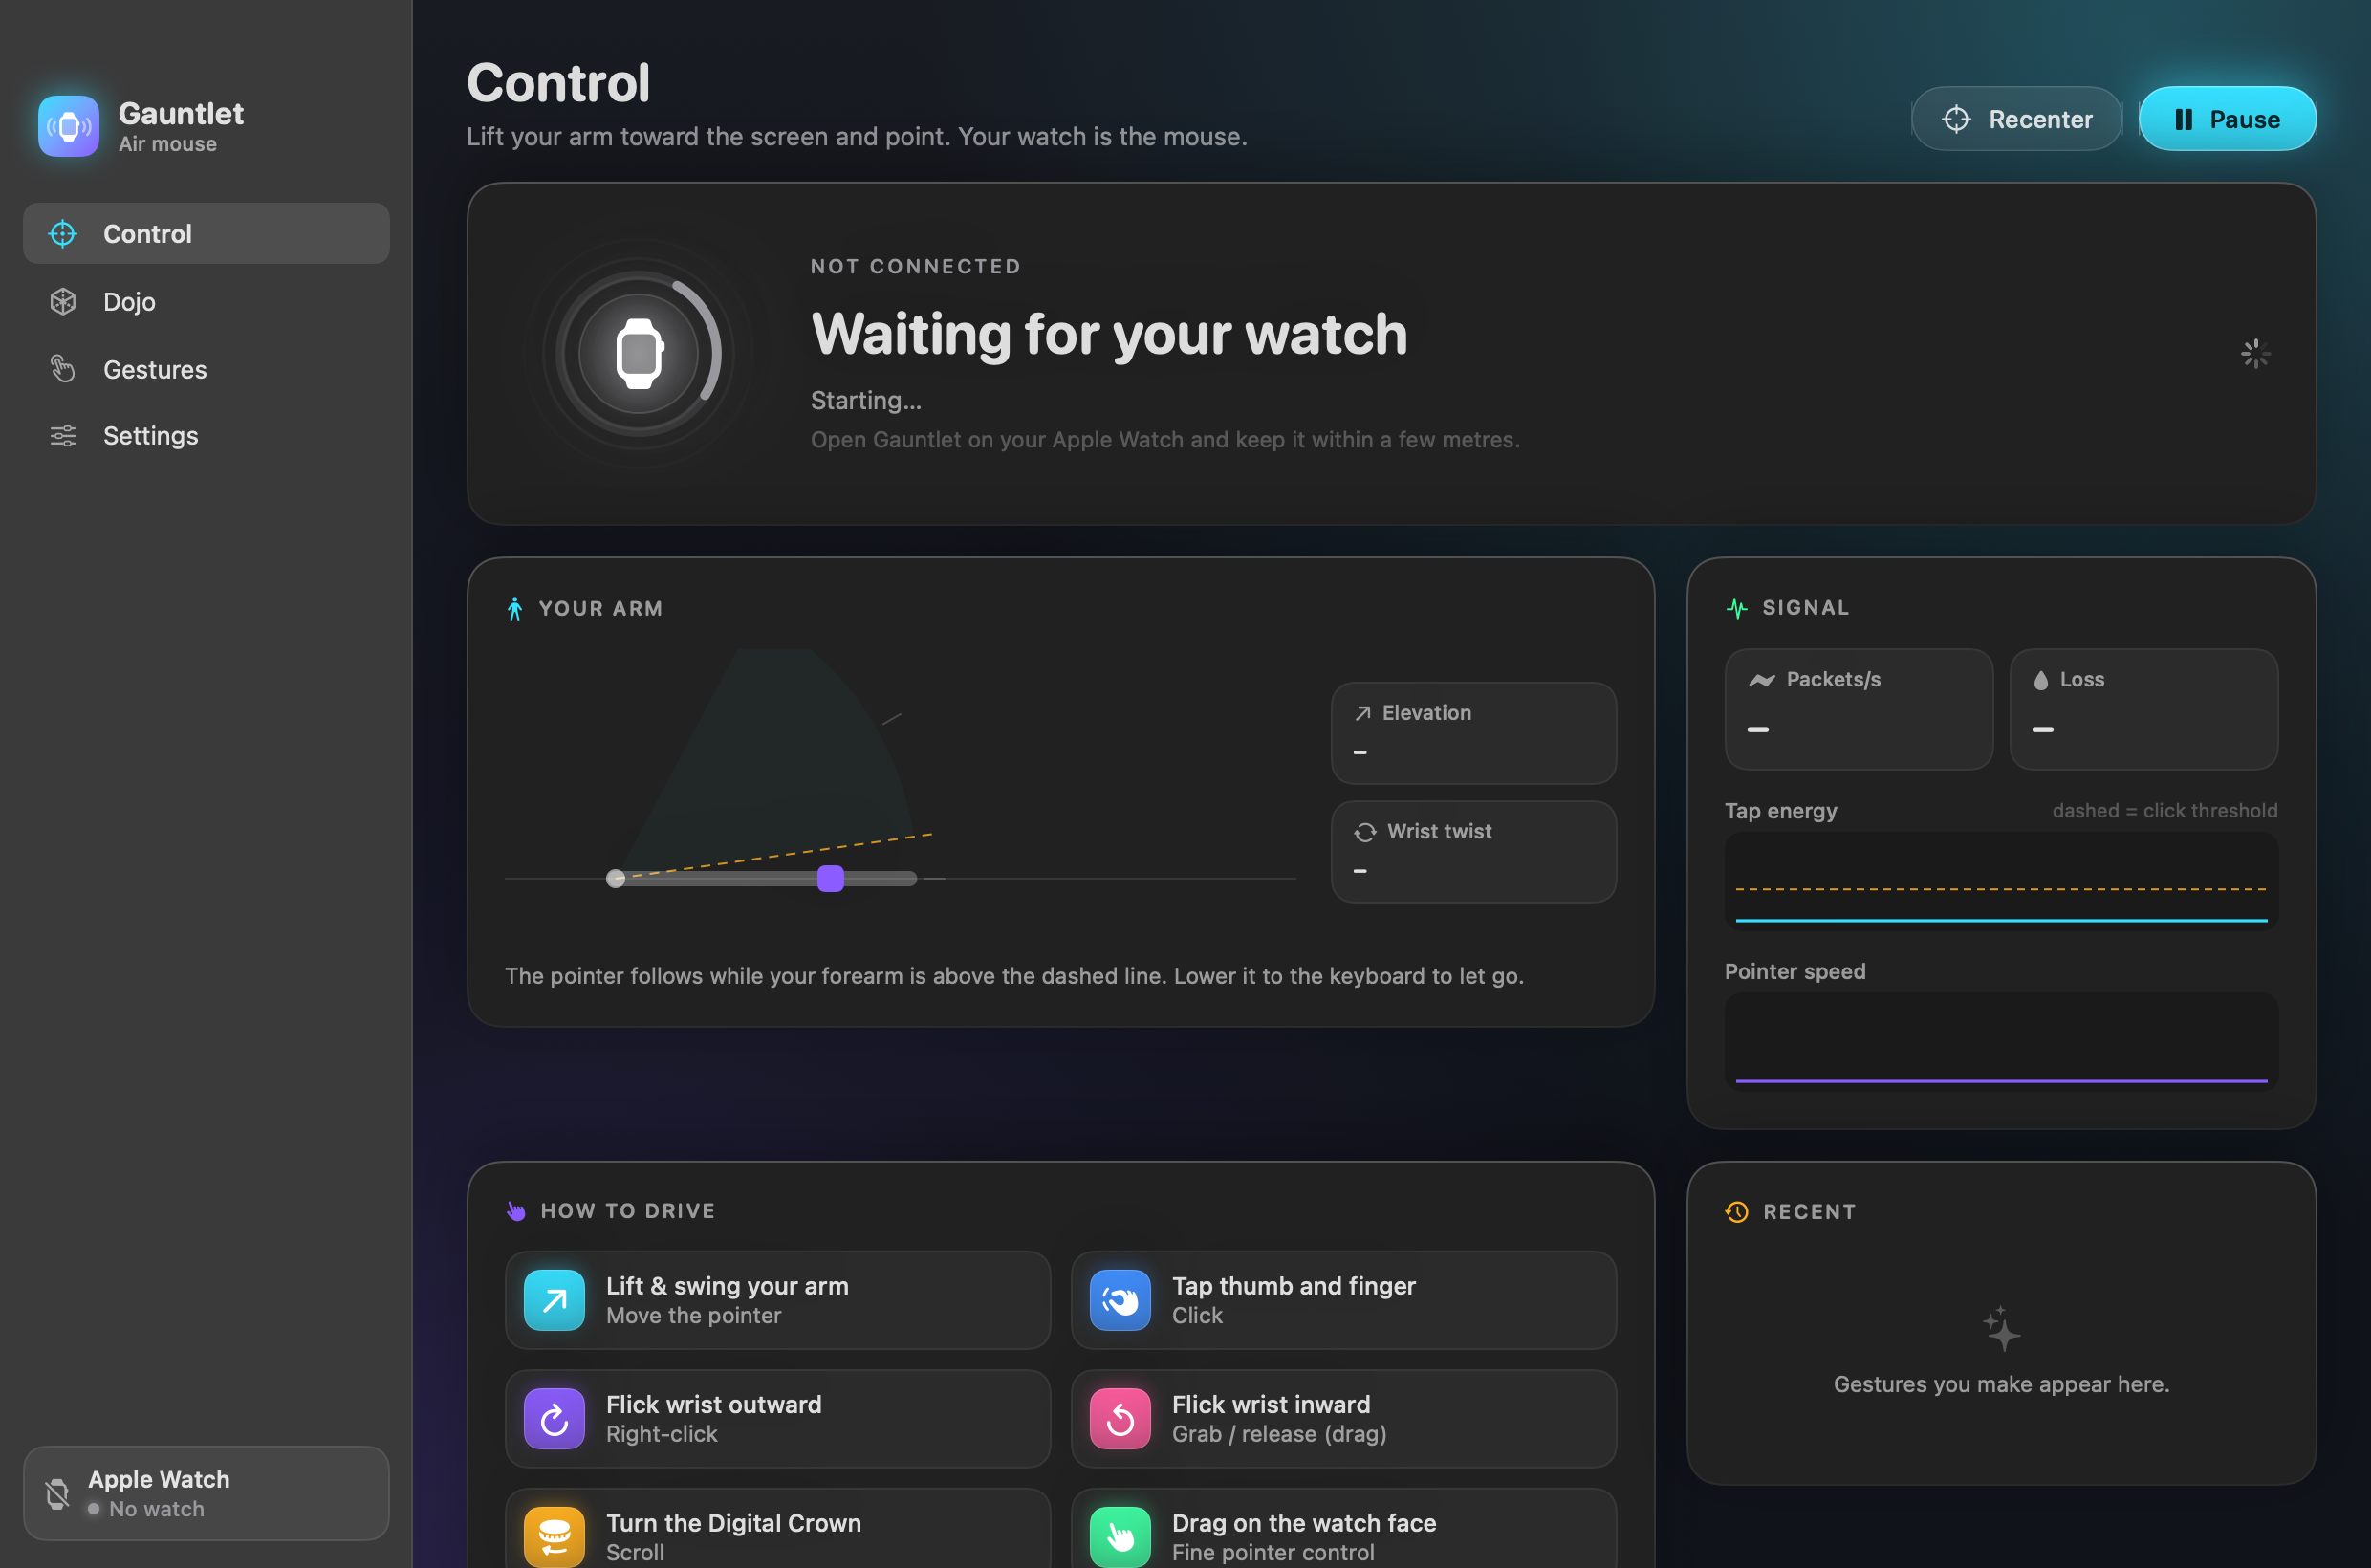 Gauntlet
Air mouse
Control
Dojo
Gestures
Settings
Apple Watch
No watch
Control
Lift your arm toward the screen and point. Your watch is the mouse.
Recenter
Pause
NOT CONNECTED
Waiting for your watch
Starting...
Open Gauntlet on your Apple Watch and keep it within a few metres.
YOUR ARM
Elevation
–
Wrist twist
–
The pointer follows while your forearm is above the dashed line. Lower it to the keyboard to let go.
SIGNAL
Packets/s
–
Loss
–
Tap energy
dashed = click threshold
Pointer speed
HOW TO DRIVE
Lift & swing your arm
Move the pointer
Tap thumb and finger
Click
Flick wrist outward
Right-click
Flick wrist inward
Grab / release (drag)
Turn the Digital Crown
Scroll
Drag on the watch face
Fine pointer control
RECENT
Gestures you make appear here.